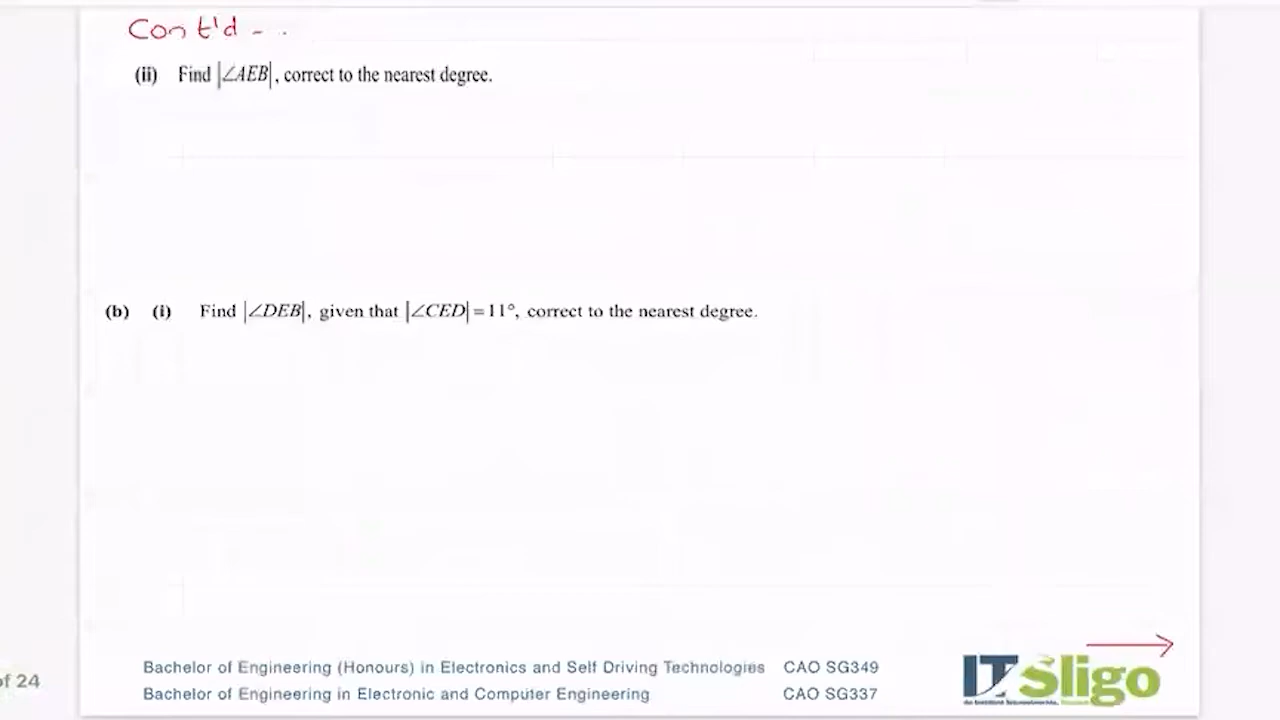 Con t'd - -
(ii) Find |∠AEB|, correct to the nearest degree.
(b) (i) Find |∠DEB|, given that |∠CED| = 11°, correct to the nearest degree.
Bachelor of Engineering (Honours) in Electronics and Self Driving Technologies CAO SG349
Bachelor of Engineering in Electronic and Computer Engineering CAO SG337
of 24
IT Sligo